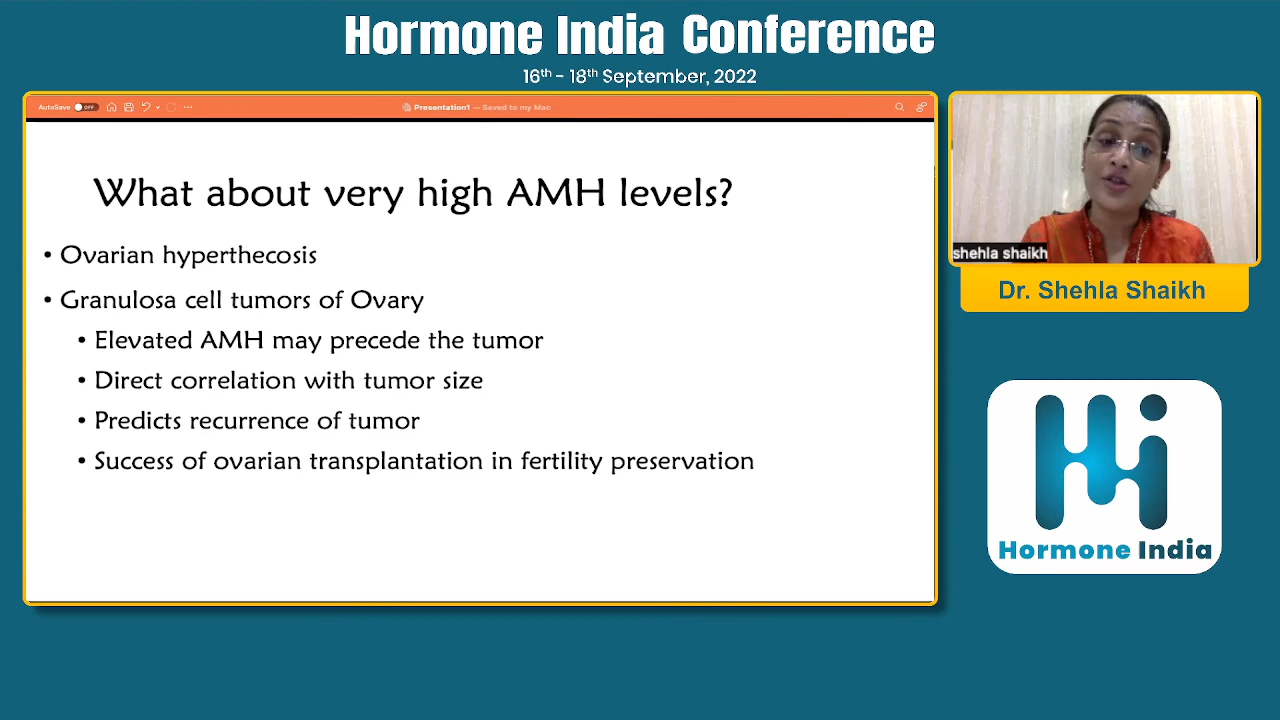 Hormone India Conference
16th - 18th September, 2022
AutoSave OFF
Presentation1 — Saved to my Mac
What about very high AMH levels?
• Ovarian hyperthecosis
• Granulosa cell tumors of Ovary
• Elevated AMH may precede the tumor
• Direct correlation with tumor size
• Predicts recurrence of tumor
• Success of ovarian transplantation in fertility preservation
shehla shaikh
Dr. Shehla Shaikh
Hi
Hormone India